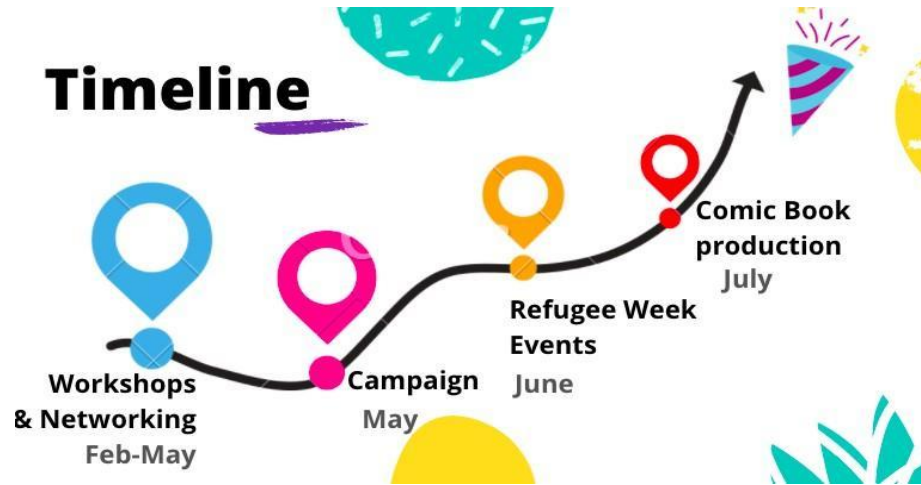 Timeline
Workshops
& Networking
Feb-May
Campaign
May
Refugee Week
Events
June
Comic Book
production
July